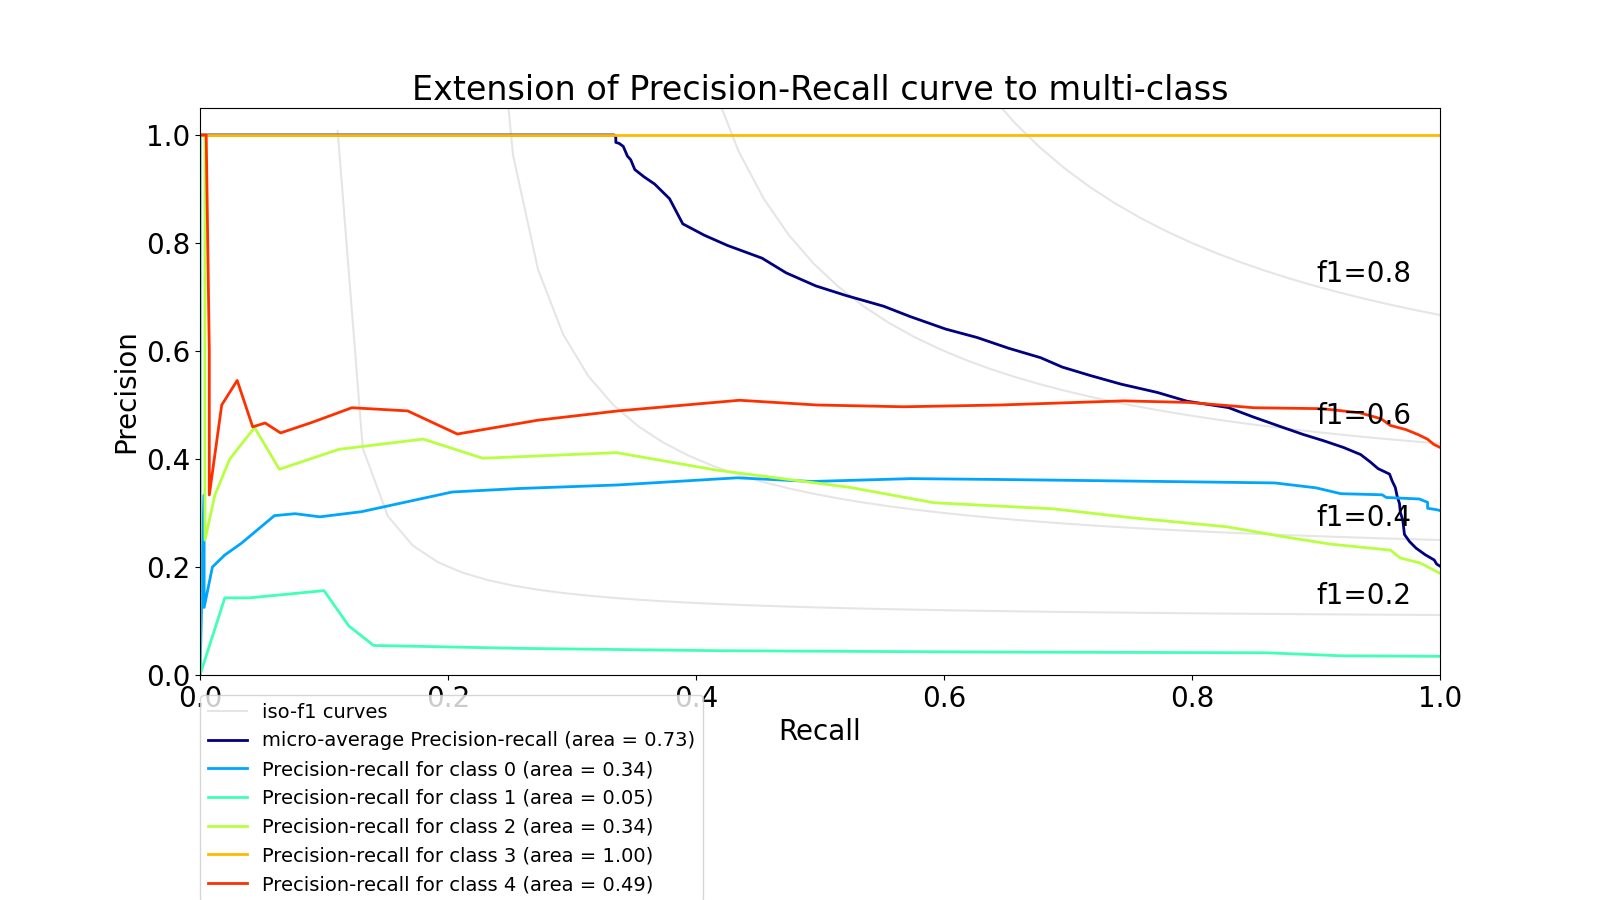 Extension of Precision-Recall curve to multi-class
1.0
0.8
0.6
0.4
0.2
0.0
Precision
f1=0.8
f1=0.6
f1=0.4
f1=0.2
0.0 0.2 0.4 0.6 0.8 1.0
Recall
iso-f1 curves
micro-average Precision-recall (area = 0.73)
Precision-recall for class 0 (area = 0.34)
Precision-recall for class 1 (area = 0.05)
Precision-recall for class 2 (area = 0.34)
Precision-recall for class 3 (area = 1.00)
Precision-recall for class 4 (area = 0.49)